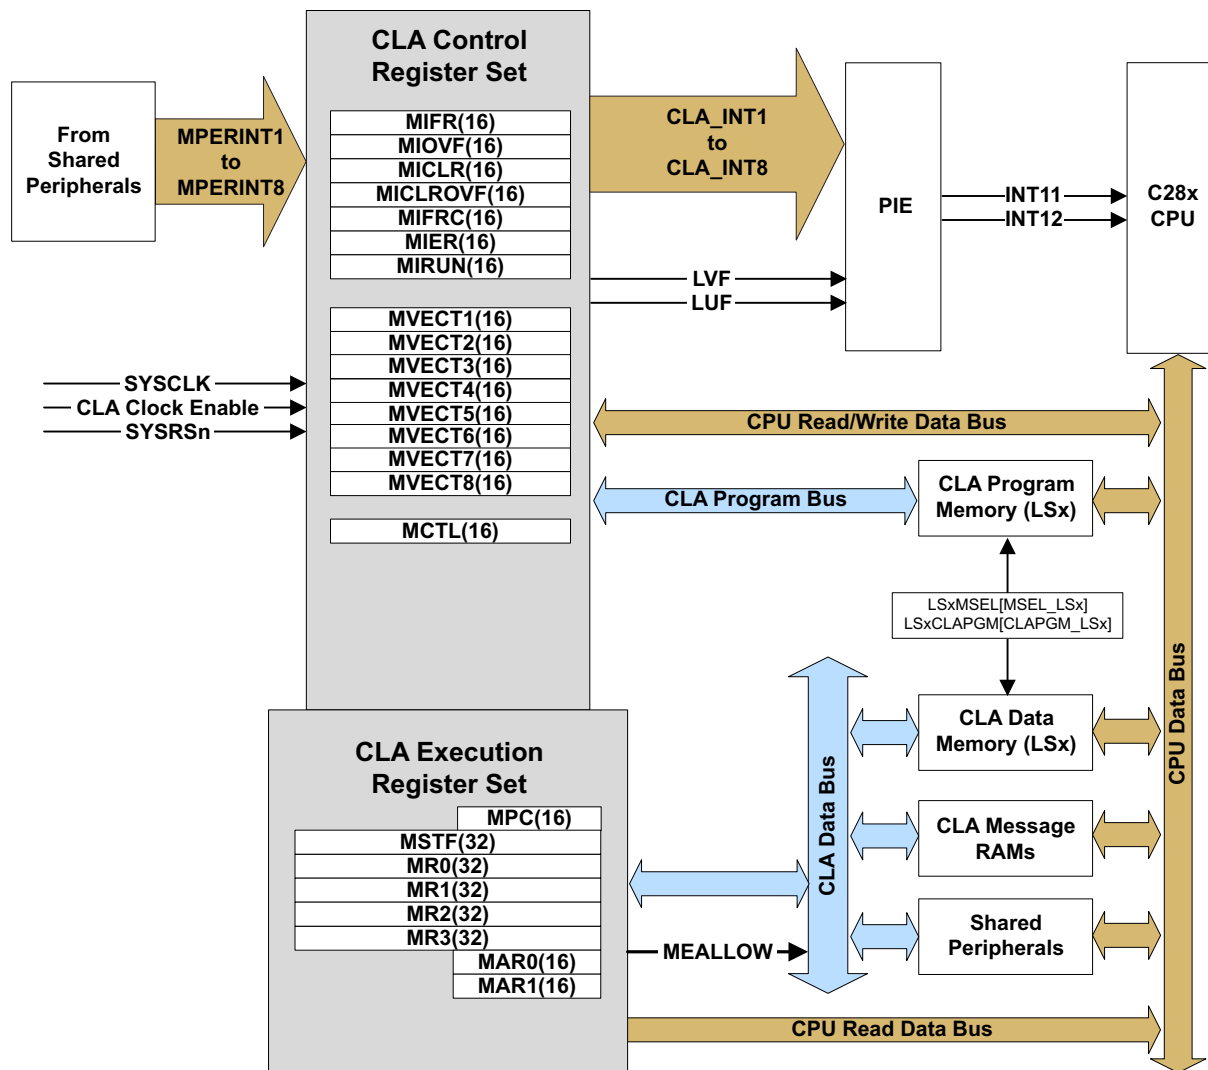 CLA Control
Register Set
From
Shared
Peripherals
MPERINT1
to
MPERINT8
MIFR(16)
MIOVF(16)
MICLR(16)
MICLROVF(16)
MIFRC(16)
MIER(16)
MIRUN(16)
CLA_INT1
to
CLA_INT8
LVF
LUF
PIE
INT11
INT12
C28x
CPU
MVECT1(16)
MVECT2(16)
MVECT3(16)
MVECT4(16)
MVECT5(16)
MVECT6(16)
MVECT7(16)
MVECT8(16)
SYSCLK
CLA Clock Enable
SYSRSn
MCTL(16)
CPU Read/Write Data Bus
CLA Program Bus
CLA Program
Memory (LSx)
LSxMSEL[MSEL_LSx]
LSxCLAPGM[CLAPGM_LSx]
CLA Data
Memory (LSx)
CLA Message
RAMs
Shared
Peripherals
CLA Data Bus
CPU Data Bus
CLA Execution
Register Set
MPC(16)
MSTF(32)
MR0(32)
MR1(32)
MR2(32)
MR3(32)
MAR0(16)
MAR1(16)
MEALLOW
CPU Read Data Bus